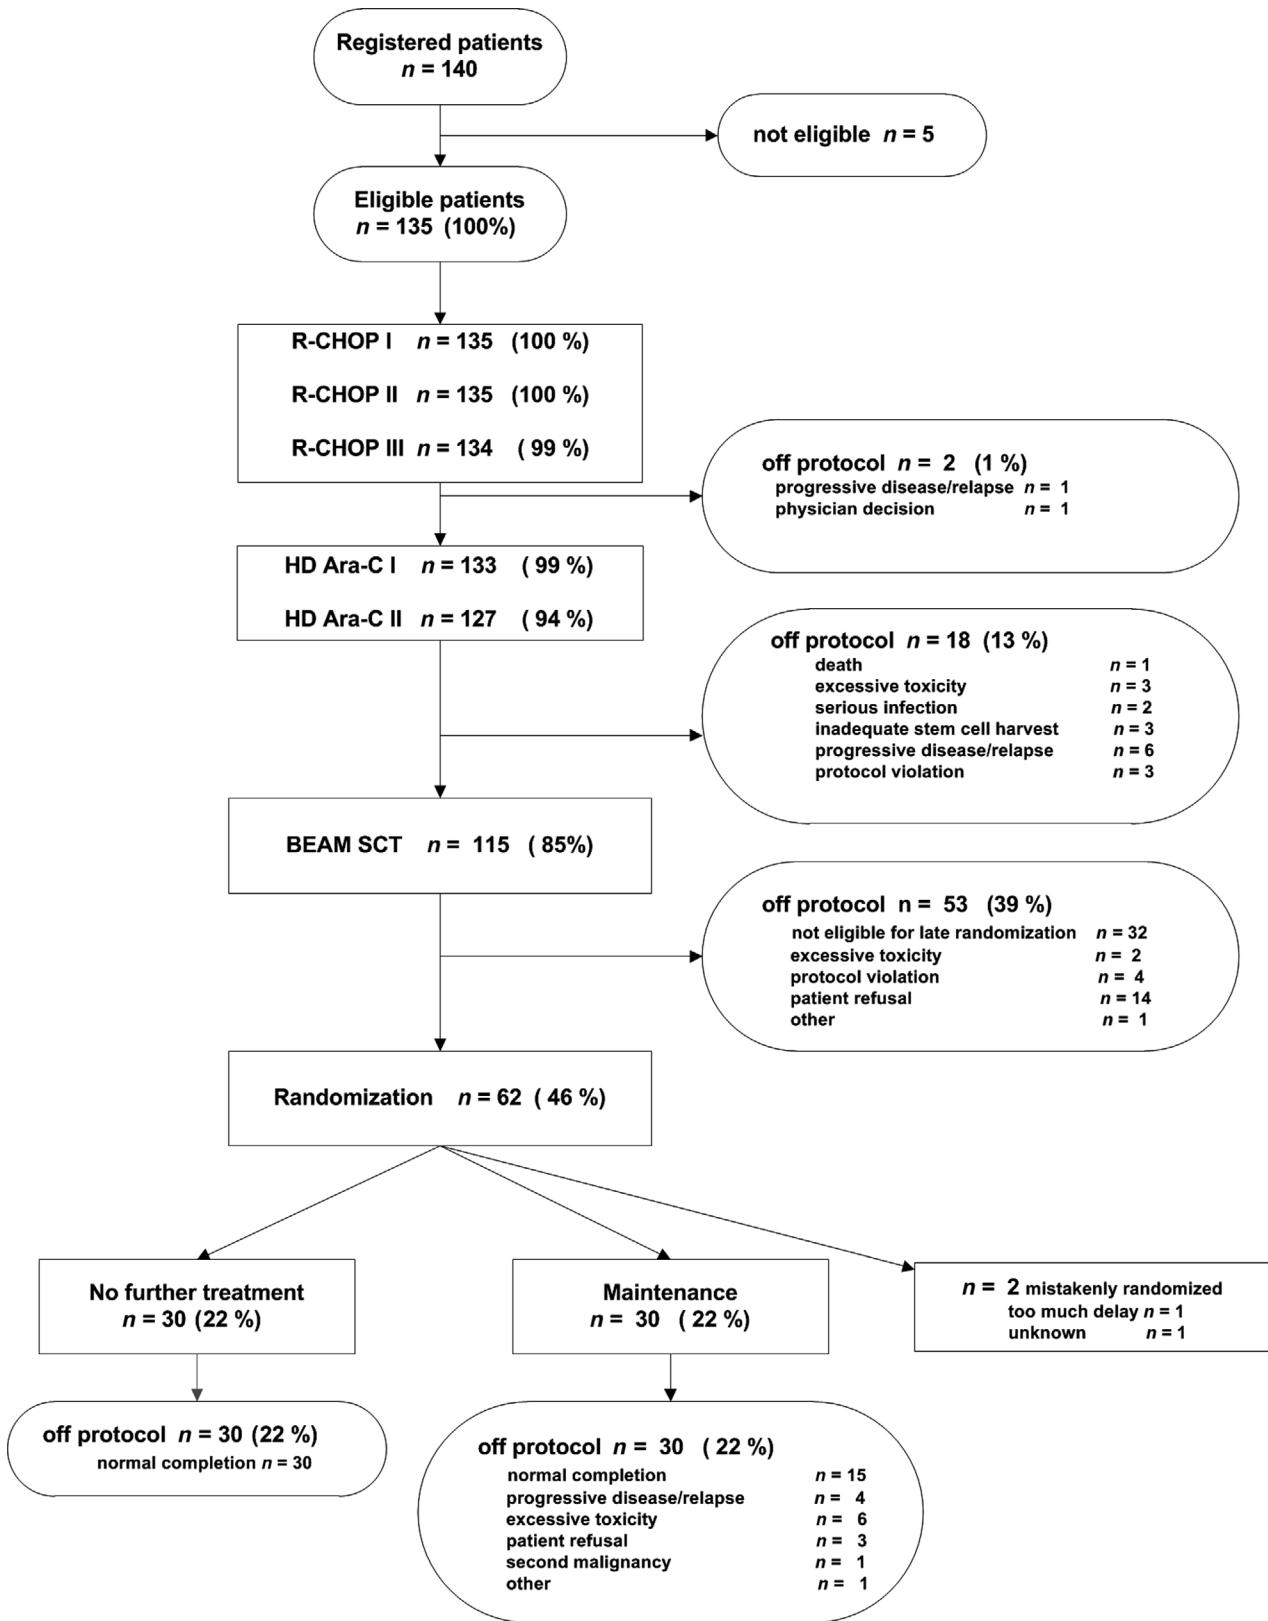 Registered patients
n = 140
not eligible n = 5
Eligible patients
n = 135 (100%)
R-CHOP I n = 135 (100 %)
R-CHOP II n = 135 (100 %)
R-CHOP III n = 134 ( 99 %)
off protocol n = 2 (1 %)
progressive disease/relapse n = 1
physician decision n = 1
HD Ara-C I n = 133 ( 99 %)
HD Ara-C II n = 127 ( 94 %)
off protocol n = 18 (13 %)
death n = 1
excessive toxicity n = 3
serious infection n = 2
inadequate stem cell harvest n = 3
progressive disease/relapse n = 6
protocol violation n = 3
BEAM SCT n = 115 ( 85%)
off protocol n = 53 (39 %)
not eligible for late randomization n = 32
excessive toxicity n = 2
protocol violation n = 4
patient refusal n = 14
other n = 1
Randomization n = 62 ( 46 %)
No further treatment
n = 30 (22 %)
Maintenance
n = 30 ( 22 %)
n = 2 mistakenly randomized
too much delay n = 1
unknown n = 1
off protocol n = 30 (22 %)
normal completion n = 30
off protocol n = 30 ( 22 %)
normal completion n = 15
progressive disease/relapse n = 4
excessive toxicity n = 6
patient refusal n = 3
second malignancy n = 1
other n = 1